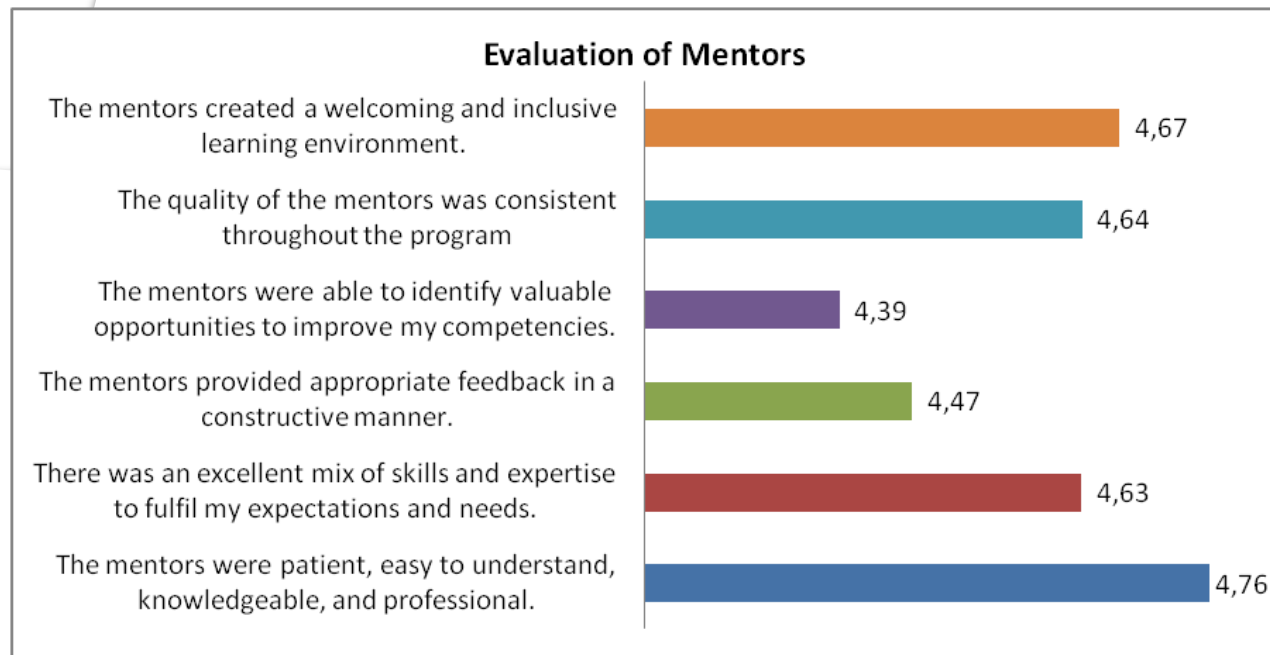 Evaluation of Mentors
The mentors created a welcoming and inclusive
learning environment.
4,67
The quality of the mentors was consistent
throughout the program
4,64
The mentors were able to identify valuable
opportunities to improve my competencies.
4,39
The mentors provided appropriate feedback in a
constructive manner.
4,47
There was an excellent mix of skills and expertise
to fulfil my expectations and needs.
4,63
The mentors were patient, easy to understand,
knowledgeable, and professional.
4,76